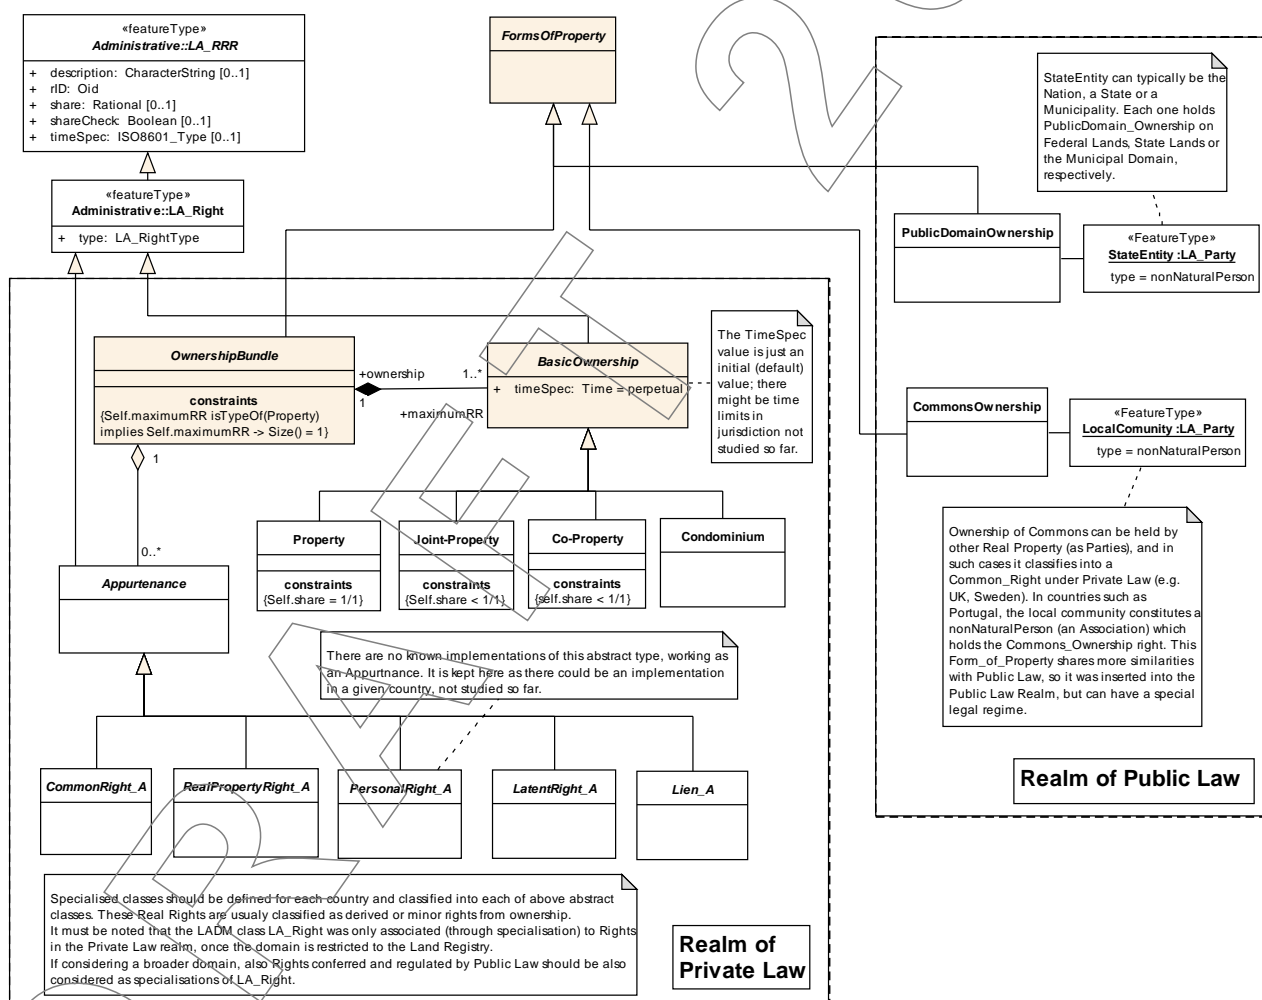 «featureType»
Administrative::LA_RRR
+ description: CharacterString [0..1]
+ rID: Oid
+ share: Rational [0..1]
+ shareCheck: Boolean [0..1]
+ timeSpec: ISO8601_Type [0..1]
«featureType»
Administrative::LA_Right
+ type: LA_RightType
FormsOfProperty
StateEntity can typically be the
Nation, a State or a
Municipality. Each one holds
PublicDomain_Ownership on
Federal Lands, State Lands or
the Municipal Domain,
respectively.
PublicDomainOwnership
«FeatureType»
StateEntity :LA_Party
type = nonNaturalPerson
OwnershipBundle
constraints
{Self.maximumRR isTypeOf(Property)
implies Self.maximumRR -> Size() = 1}
+ownership
1..*
1
+maximumRR
BasicOwnership
+ timeSpec: Time = perpetual
The TimeSpec
value is just an
initial (default)
value; there
might be time
limits in
jurisdiction not
studied so far.
CommonsOwnership
«FeatureType»
LocalComunity :LA_Party
type = nonNaturalPerson
1
0..*
Property
constraints
{Self.share = 1/1}
Joint-Property
constraints
{Self.share < 1/1}
Co-Property
constraints
{self.share < 1/1}
Condominium
Ownership of Commons can be held by
other Real Property (as Parties), and in
such cases it classifies into a
Common_Right under Private Law (e.g.
UK, Sweden). In countries such as
Portugal, the local community constitutes a
nonNaturalPerson (an Association) which
holds the Commons_Ownership right. This
Form_of_Property shares more similarities
with Public Law, so it was inserted into the
Public Law Realm, but can have a special
legal regime.
Appurtenance
There are no known implementations of this abstract type, working as
an Appurtnance. It is kept here as there could be an implementation
in a given country, not studied so far.
CommonRight_A
RealPropertyRight_A
PersonalRight_A
LatentRight_A
Lien_A
Realm of Public Law
Specialised classes should be defined for each country and classified into each of above abstract
classes. These Real Rights are usualy classified as derived or minor rights from ownership.
It must be noted that the LADM class LA_Right was only associated (through specialisation) to Rights
in the Private Law realm, once the domain is restricted to the Land Registry.
If considering a broader domain, also Rights conferred and regulated by Public Law should be also
considered as specialisations of LA_Right.
Realm of
Private Law